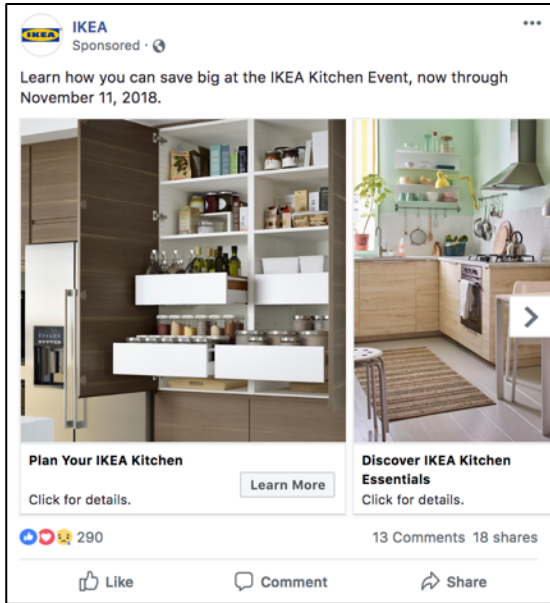 IKEA
IKEA
Sponsored ·
Learn how you can save big at the IKEA Kitchen Event, now through
November 11, 2018.
Plan Your IKEA Kitchen
Click for details.
Learn More
Discover IKEA Kitchen
Essentials
Click for details.
290
13 Comments 18 shares
Like
Comment
Share